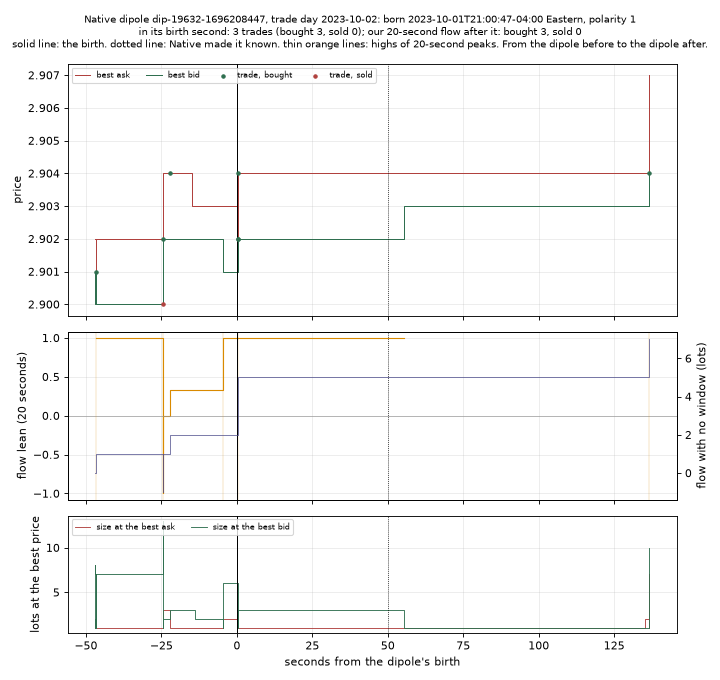 Native dipole dip-19632-1696208447, trade day 2023-10-02: born 2023-10-01T21:00:47-04:00 Eastern, polarity 1
in its birth second: 3 trades (bought 3, sold 0); our 20-second flow after it: bought 3, sold 0
solid line: the birth. dotted line: Native made it known. thin orange lines: highs of 20-second peaks. From the dipole before to the dipole after.
best ask
best bid
trade, bought
trade, sold
2.907
2.906
2.905
2.904
2.903
2.902
2.901
2.900
price
1.0
0.5
0.0
−0.5
−1.0
flow lean (20 seconds)
6
4
2
0
flow with no window (lots)
size at the best ask
size at the best bid
10
5
lots at the best price
−50
−25
0
25
50
75
100
125
seconds from the dipole's birth